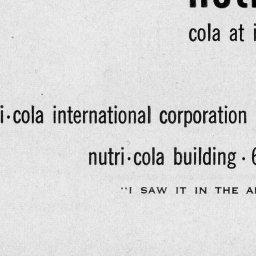 cola at i
i·cola international corporation
nutri·cola building · 6
"I SAW IT IN THE A